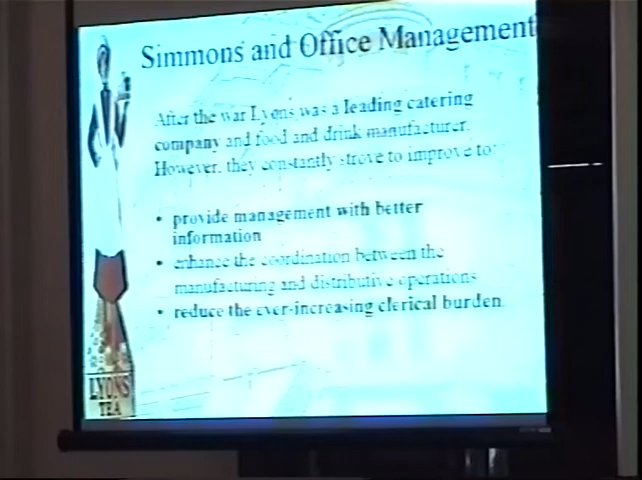 Simmons and Office Management
After the war Lyons was a leading catering
company and food and drink manufacturer.
However, they constantly strove to improve to:
• provide management with better
information
• enhance the coordination between the
manufacturing and distributive operations
• reduce the ever-increasing clerical burden
LYONS
TEA